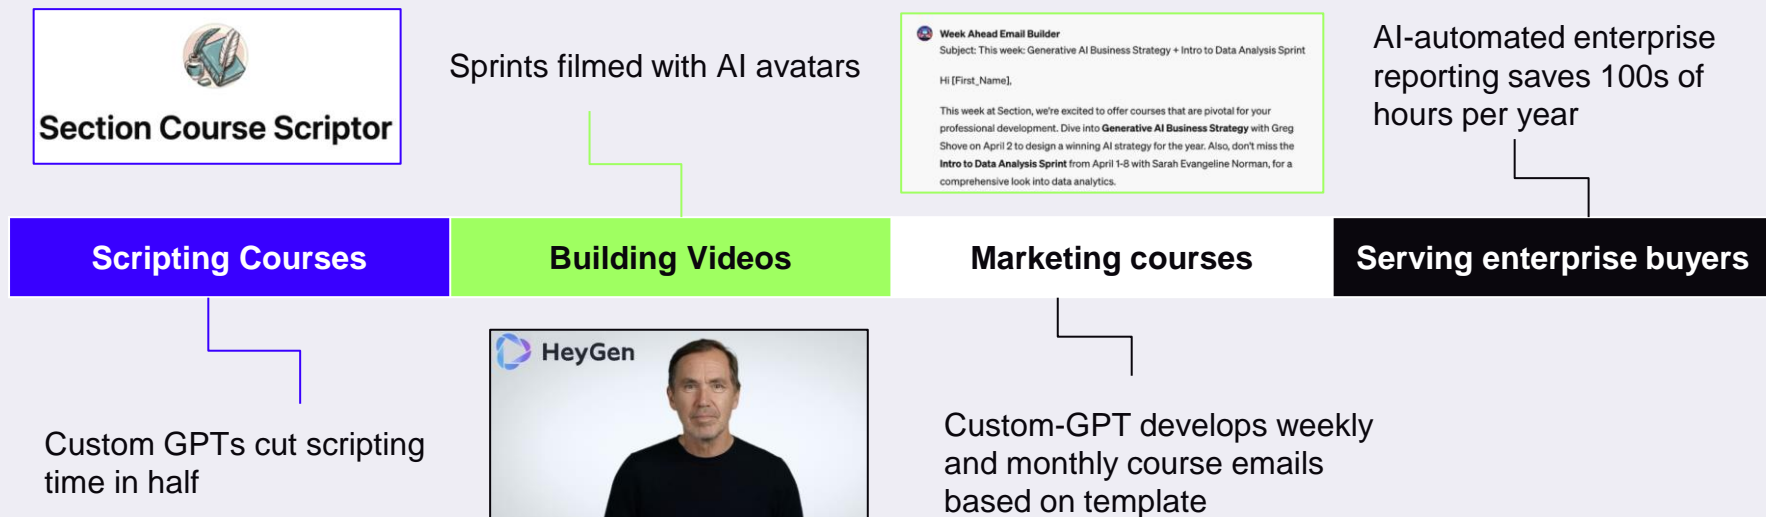 Section Course Scriptor
Sprints filmed with AI avatars
Week Ahead Email Builder
Subject: This week: Generative AI Business Strategy + Intro to Data Analysis Sprint
Hi [First_Name],
This week at Section, we're excited to offer courses that are pivotal for your
professional development. Dive into Generative AI Business Strategy with Greg
Shove on April 2 to design a winning AI strategy for the year. Also, don't miss the
Intro to Data Analysis Sprint from April 1-8 with Sarah Evangeline Norman, for a
comprehensive look into data analytics.
AI-automated enterprise
reporting saves 100s of
hours per year
Scripting Courses
Building Videos
Marketing courses
Serving enterprise buyers
Custom GPTs cut scripting
time in half
HeyGen
Custom-GPT develops weekly
and monthly course emails
based on template